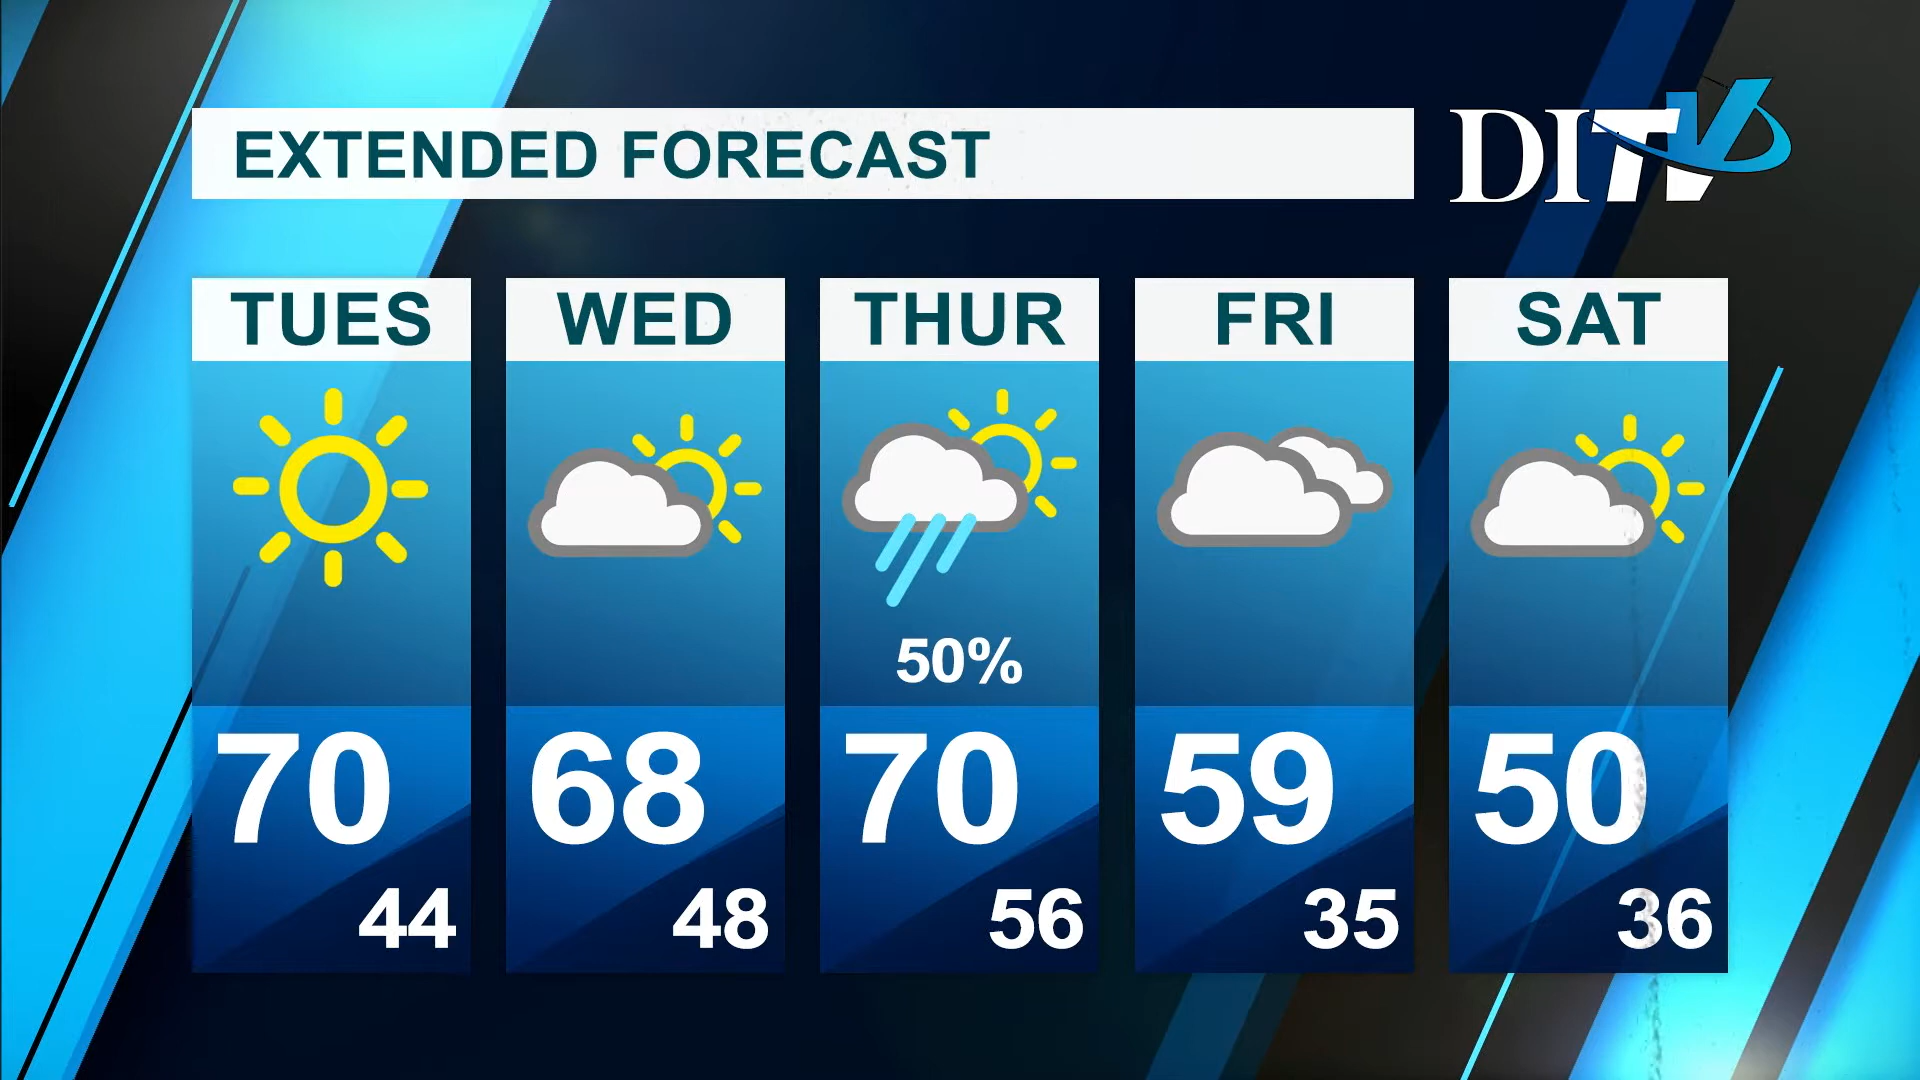 EXTENDED FORECAST
DITV
TUES WED THUR FRI SAT
50%
70 68 70 59 50
44 48 56 35 36